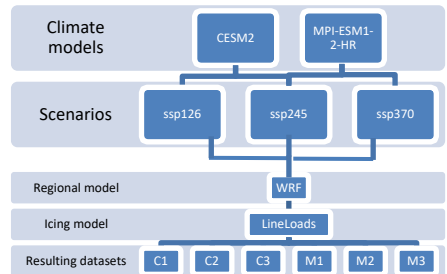 Climate models
CESM2
MPI-ESM1-
2-HR
Scenarios
ssp126
ssp245
ssp370
Regional model
WRF
Icing model
LineLoads
Resulting datasets
C1
C2
C3
M1
M2
M3